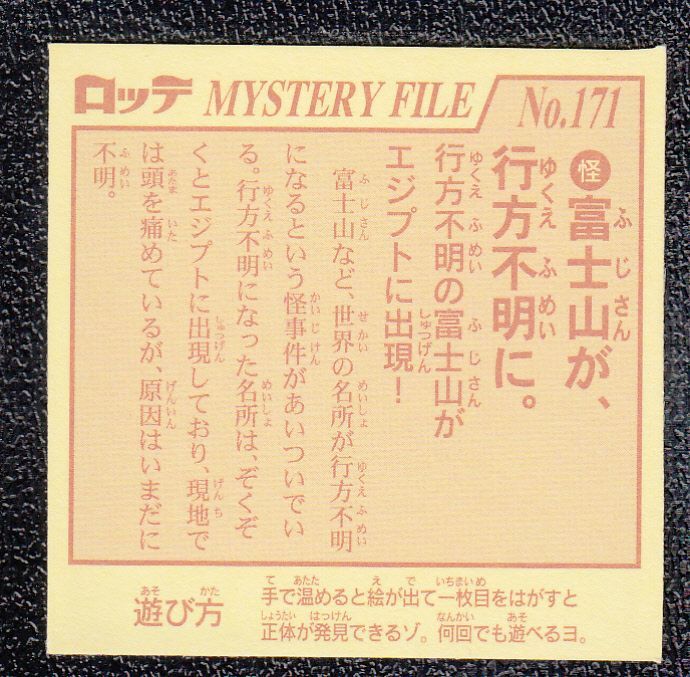 ロッテ MYSTERY FILE No.171
怪 富士山が、
行方不明に。
行方不明の富士山が
エジプトに出現！
富士山など、世界の名所が行方不明
になるという怪事件があいついでい
る。行方不明になった名所は、ぞくぞ
くとエジプトに出現しており、現地で
は頭を痛めているが、原因はいまだに
不明。
遊び方
手で温めると絵が出て一枚目をはがすと
正体が発見できるゾ。何回でも遊べるヨ。